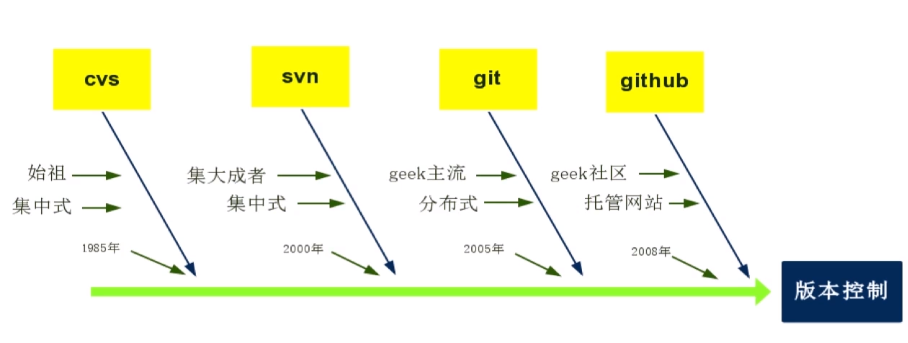 cvs
svn
git
github
始祖
集大成者
geek主流
geek社区
集中式
集中式
分布式
托管网站
1985年
2000年
2005年
2008年
版本控制